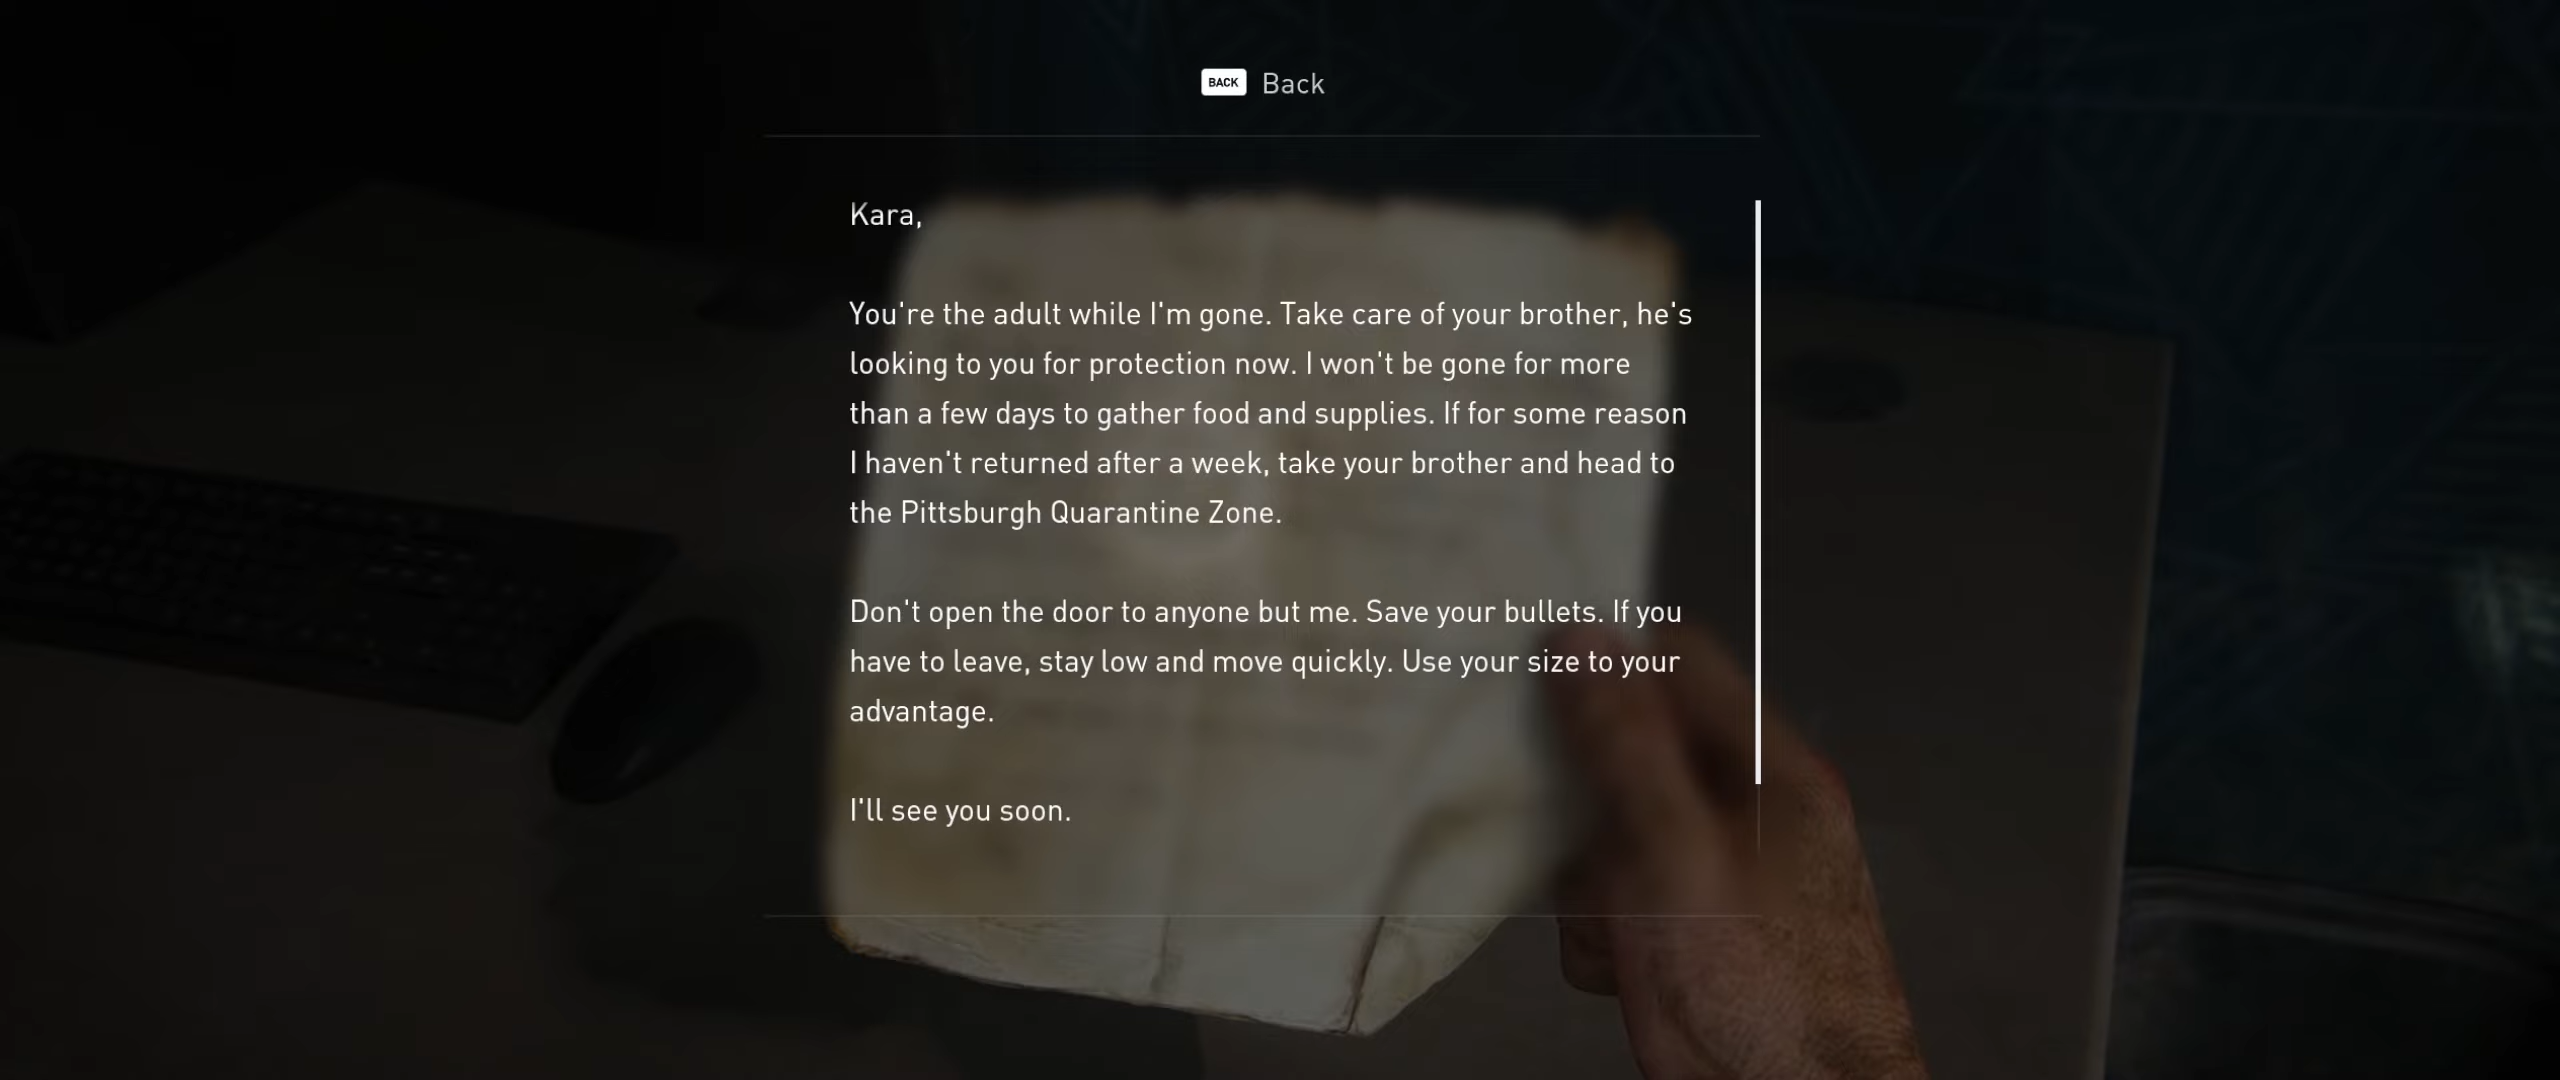 BACK Back
Kara,
You're the adult while I'm gone. Take care of your brother, he's
looking to you for protection now. I won't be gone for more
than a few days to gather food and supplies. If for some reason
I haven't returned after a week, take your brother and head to
the Pittsburgh Quarantine Zone.
Don't open the door to anyone but me. Save your bullets. If you
have to leave, stay low and move quickly. Use your size to your
advantage.
I'll see you soon.